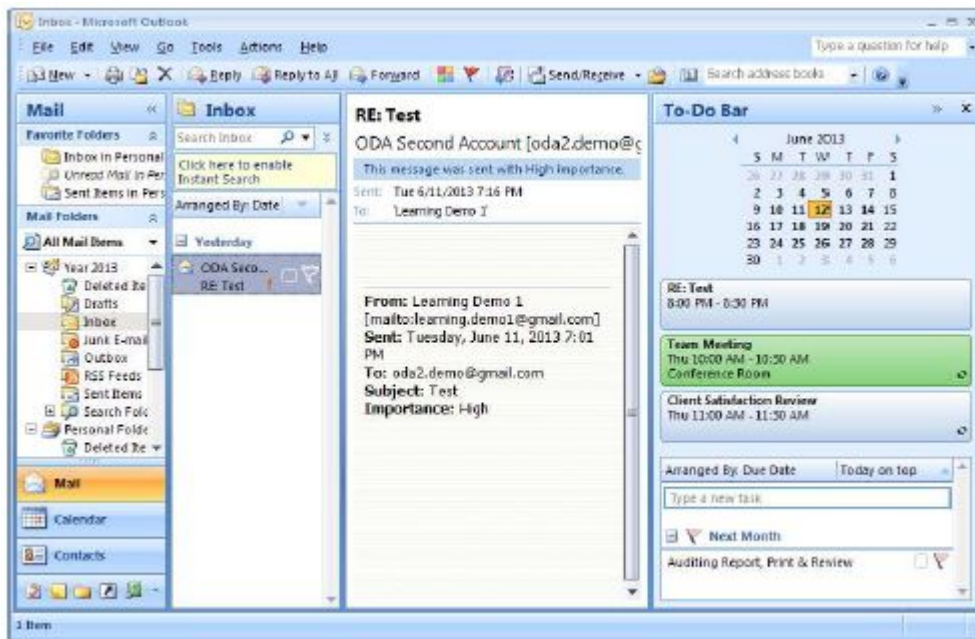 Inbox - Microsoft Outlook
File Edit View Go Tools Actions Help
Type a question for help
New Reply Reply to All Forward Send/Receive Search address books
Mail
Favorite Folders
Inbox in Personal
Unread Mail in Per
Sent Items in Pers
Mail Folders
All Mail Items
Year 2013
Deleted Ite
Drafts
Inbox
Junk E-mail
Outbox
RSS Feeds
Sent Items
Search Fold
Personal Folde
Deleted Ite
Mail
Calendar
Contacts
1 Item
Inbox
Search Inbox
Click here to enable
Instant Search
Arranged By: Date
Yesterday
ODA Seco...
RE: Test
RE: Test
ODA Second Account [oda2.demo@g
This message was sent with High importance.
Sent: Tue 6/11/2013 7:16 PM
To: 'Learning Demo 1'
From: Learning Demo 1
[mailto:learning.demo1@gmail.com]
Sent: Tuesday, June 11, 2013 7:01
PM
To: oda2.demo@gmail.com
Subject: Test
Importance: High
To-Do Bar
June 2013
S M T W T F S
26 27 28 29 30 31 1
2 3 4 5 6 7 8
9 10 11 12 13 14 15
16 17 18 19 20 21 22
23 24 25 26 27 28 29
30 1 2 3 4 5 6
RE: Test
8:00 PM - 8:30 PM
Team Meeting
Thu 10:00 AM - 10:30 AM
Conference Room
Client Satisfaction Review
Thu 11:00 AM - 11:30 AM
Arranged By: Due Date Today on top
Type a new task
Next Month
Auditing Report, Print & Review